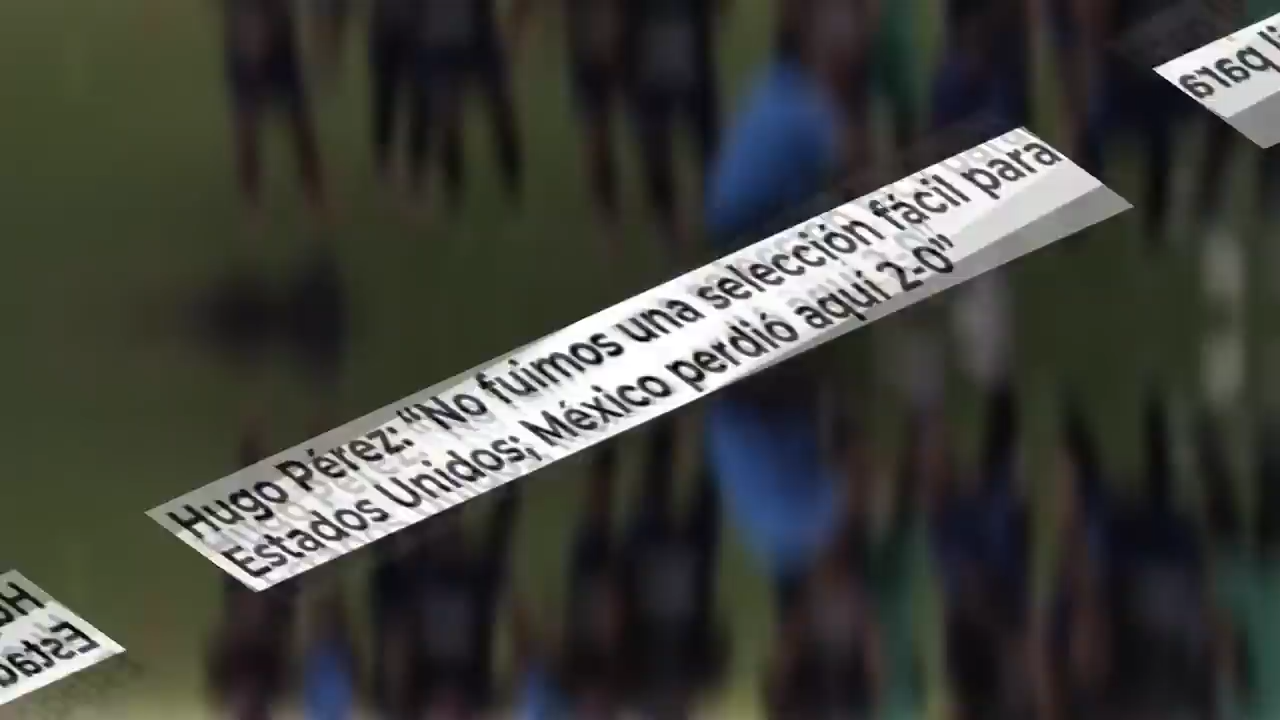 Hugo Pérez: “No fuimos una selección fácil para
Estados Unidos; México perdió aquí 2-0”